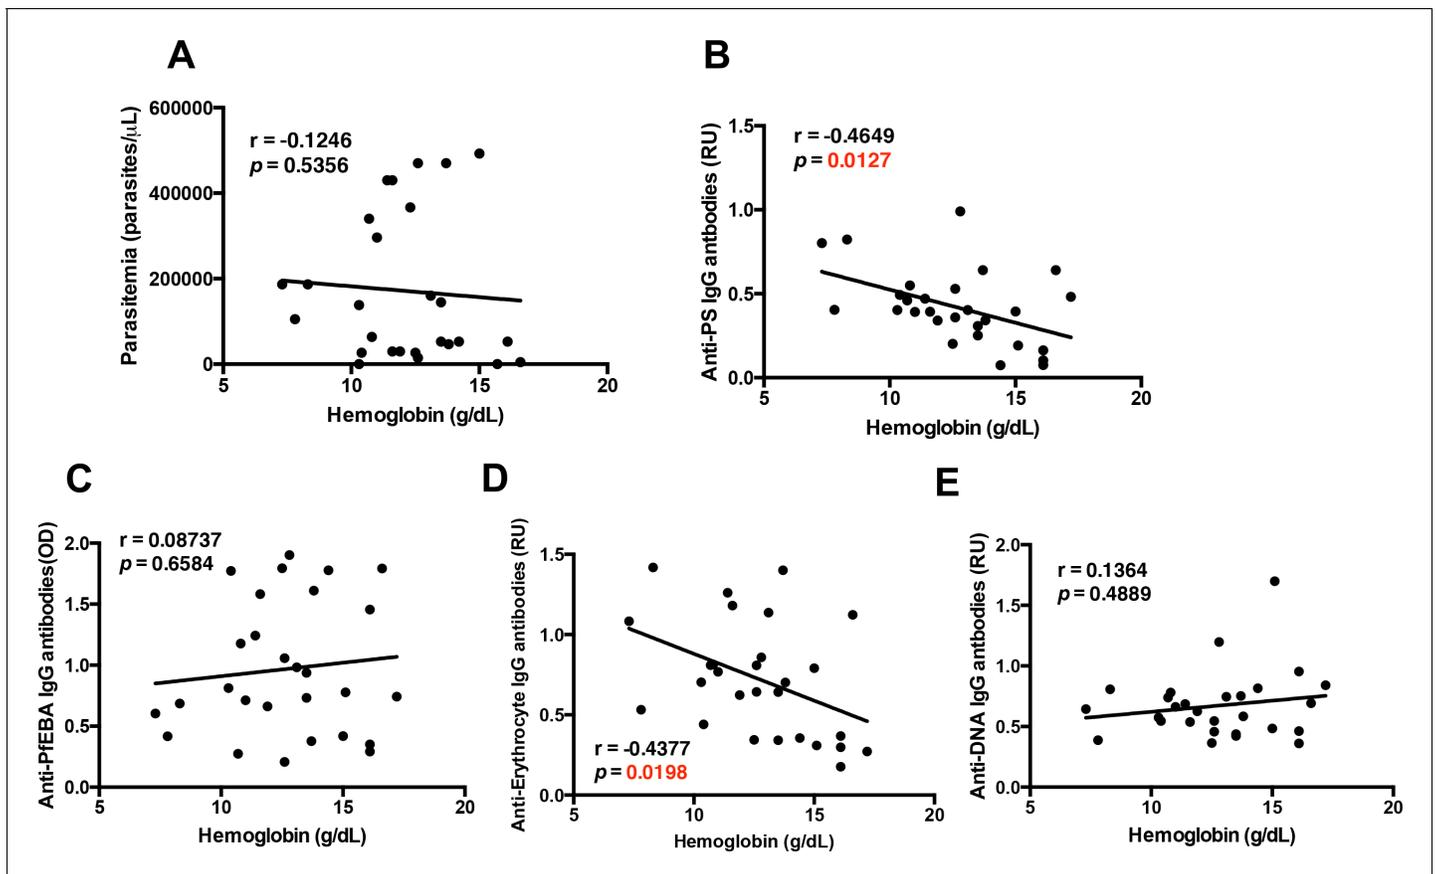 A
B
600000
400000
200000
0
Parasitemia (parasites/μL)
r = -0.1246
p = 0.5356
5
10
15
20
Hemoglobin (g/dL)
1.5
1.0
0.5
0.0
Anti-PS IgG antbodies (RU)
r = -0.4649
p = 0.0127
5
10
15
20
Hemoglobin (g/dL)
C
D
E
2.0
1.5
1.0
0.5
0.0
Anti-PfEBA IgG antibodies(OD)
r = 0.08737
p = 0.6584
5
10
15
20
Hemoglobin (g/dL)
1.5
1.0
0.5
0.0
Anti-Erythrocyte IgG antibodies (RU)
r = -0.4377
p = 0.0198
5
10
15
20
Hemoglobin (g/dL)
2.0
1.5
1.0
0.5
0.0
Anti-DNA IgG antbodies (RU)
r = 0.1364
p = 0.4889
5
10
15
20
Hemoglobin (g/dL)